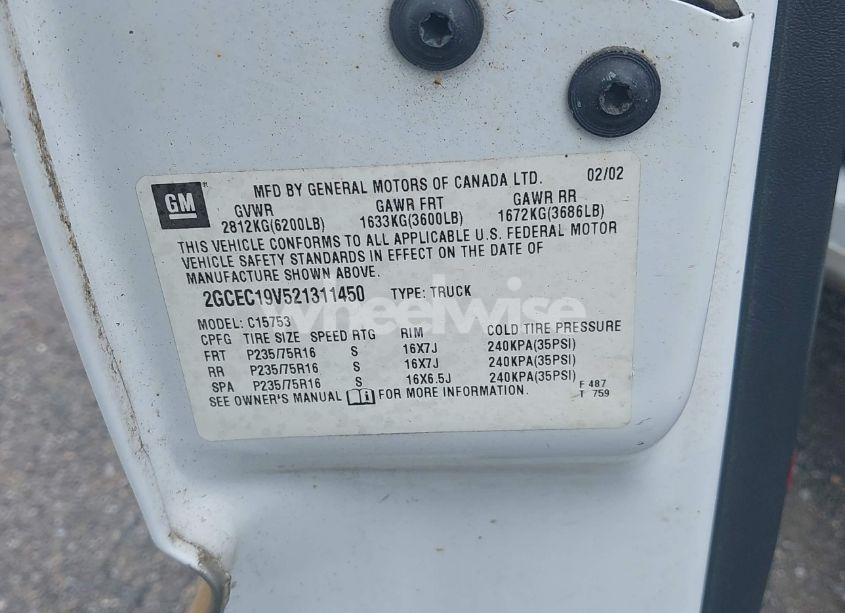 GM
MFD BY GENERAL MOTORS OF CANADA LTD. 02/02
GVWR GAWR FRT GAWR RR
2812KG(6200LB) 1633KG(3600LB) 1672KG(3686LB)
THIS VEHICLE CONFORMS TO ALL APPLICABLE U.S. FEDERAL MOTOR
VEHICLE SAFETY STANDARDS IN EFFECT ON THE DATE OF
MANUFACTURE SHOWN ABOVE.
2GCEC19V521311450 TYPE: TRUCK
wheelwise
MODEL: C15753
CPFG TIRE SIZE SPEED RTG RIM COLD TIRE PRESSURE
FRT P235/75R16 S 16X7J 240KPA(35PSI)
RR P235/75R16 S 16X7J 240KPA(35PSI)
SPA P235/75R16 S 16X6.5J 240KPA(35PSI)
SEE OWNER'S MANUAL FOR MORE INFORMATION.
F 487
T 759